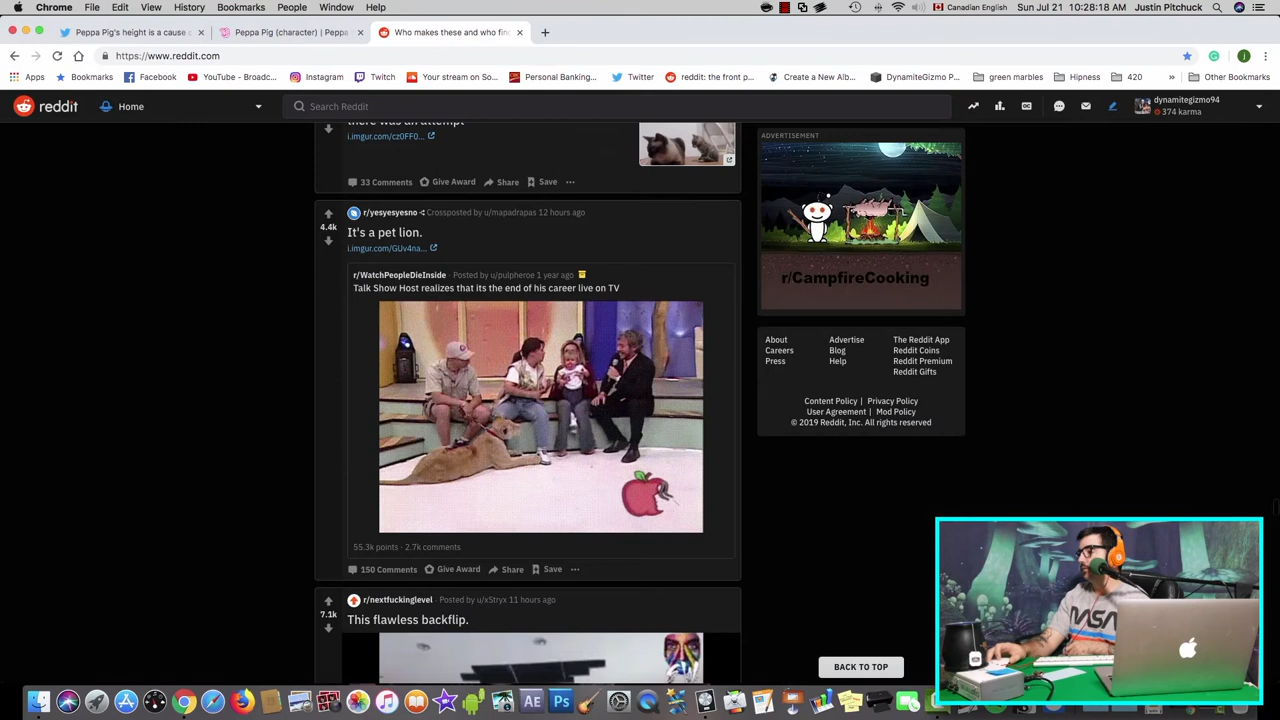 Chrome File Edit View History Bookmarks People Window Help
Canadian English Sun Jul 21 10:28:18 AM Justin Pitchuck
Peppa Pig's height is a cause c
Peppa Pig (character) | Peppa
Who makes these and who fin
https://www.reddit.com
Apps Bookmarks Facebook YouTube - Broadc... Instagram Twitch Your stream on So... Personal Banking... Twitter reddit: the front p... Create a New Alb... DynamiteGizmo P... green marbles Hipness 420 » Other Bookmarks
reddit Home Search Reddit
dynamitegizmo94
374 karma
there was an attempt
i.imgur.com/cz0FF0...
33 Comments Give Award Share Save
4.4k
r/yesyesyesno Crossposted by u/mapadrapas 12 hours ago
It's a pet lion.
i.imgur.com/GUv4na...
r/WatchPeopleDieInside · Posted by u/pulpheroe 1 year ago
Talk Show Host realizes that its the end of his career live on TV
55.3k points · 2.7k comments
150 Comments Give Award Share Save
7.1k
r/nextfuckinglevel · Posted by u/xStryx 11 hours ago
This flawless backflip.
ADVERTISEMENT
r/CampfireCooking
About Advertise The Reddit App
Careers Blog Reddit Coins
Press Help Reddit Premium
Reddit Gifts
Content Policy | Privacy Policy
User Agreement | Mod Policy
© 2019 Reddit, Inc. All rights reserved
BACK TO TOP
NASA
AE Ps